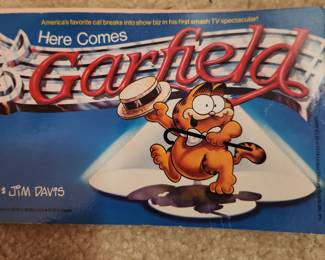 America's favorite cat breaks into show biz in his first smash TV spectacular!
Here Comes
Garfield
JIM DAVIS